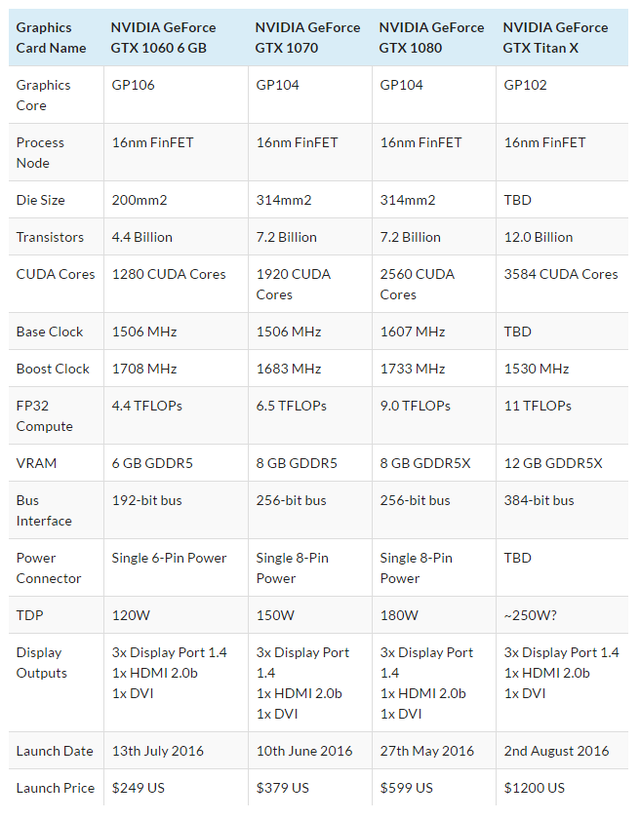 Graphics Card Name NVIDIA GeForce GTX 1060 6 GB NVIDIA GeForce GTX 1070 NVIDIA GeForce GTX 1080 NVIDIA GeForce GTX Titan X
Graphics Core GP106 GP104 GP104 GP102
Process Node 16nm FinFET 16nm FinFET 16nm FinFET 16nm FinFET
Die Size 200mm2 314mm2 314mm2 TBD
Transistors 4.4 Billion 7.2 Billion 7.2 Billion 12.0 Billion
CUDA Cores 1280 CUDA Cores 1920 CUDA Cores 2560 CUDA Cores 3584 CUDA Cores
Base Clock 1506 MHz 1506 MHz 1607 MHz TBD
Boost Clock 1708 MHz 1683 MHz 1733 MHz 1530 MHz
FP32 Compute 4.4 TFLOPs 6.5 TFLOPs 9.0 TFLOPs 11 TFLOPs
VRAM 6 GB GDDR5 8 GB GDDR5 8 GB GDDR5X 12 GB GDDR5X
Bus Interface 192-bit bus 256-bit bus 256-bit bus 384-bit bus
Power Connector Single 6-Pin Power Single 8-Pin Power Single 8-Pin Power TBD
TDP 120W 150W 180W ~250W?
Display Outputs 3x Display Port 1.4 1x HDMI 2.0b 1x DVI 3x Display Port 1.4 1x HDMI 2.0b 1x DVI 3x Display Port 1.4 1x HDMI 2.0b 1x DVI 3x Display Port 1.4 1x HDMI 2.0b 1x DVI
Launch Date 13th July 2016 10th June 2016 27th May 2016 2nd August 2016
Launch Price $249 US $379 US $599 US $1200 US